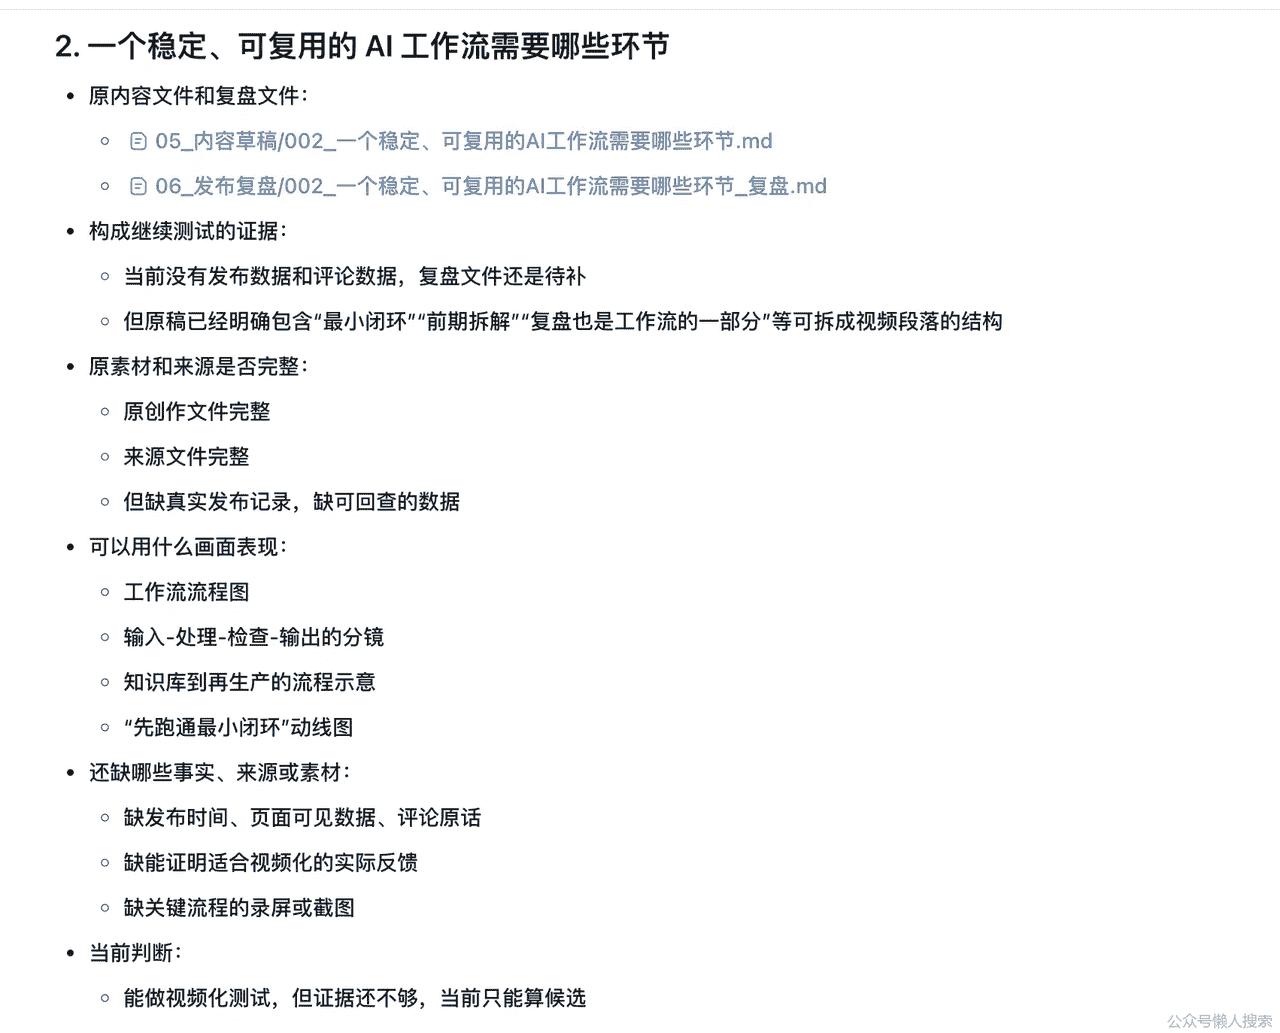 2. 一个稳定、可复用的 AI 工作流需要哪些环节
• 原内容文件和复盘文件：
◦ 05_内容草稿/002_一个稳定、可复用的AI工作流需要哪些环节.md
◦ 06_发布复盘/002_一个稳定、可复用的AI工作流需要哪些环节_复盘.md
• 构成继续测试的证据：
◦ 当前没有发布数据和评论数据，复盘文件还是待补
◦ 但原稿已经明确包含“最小闭环”“前期拆解”“复盘也是工作流的一部分”等可拆成视频段落的结构
• 原素材和来源是否完整：
◦ 原创作文件完整
◦ 来源文件完整
◦ 但缺真实发布记录，缺可回查的数据
• 可以用什么画面表现：
◦ 工作流流程图
◦ 输入-处理-检查-输出的分镜
◦ 知识库到再生产的流程示意
◦ “先跑通最小闭环”动线图
• 还缺哪些事实、来源或素材：
◦ 缺发布时间、页面可见数据、评论原话
◦ 缺能证明适合视频化的实际反馈
◦ 缺关键流程的录屏或截图
• 当前判断：
◦ 能做视频化测试，但证据还不够，当前只能算候选
公众号懒人搜索